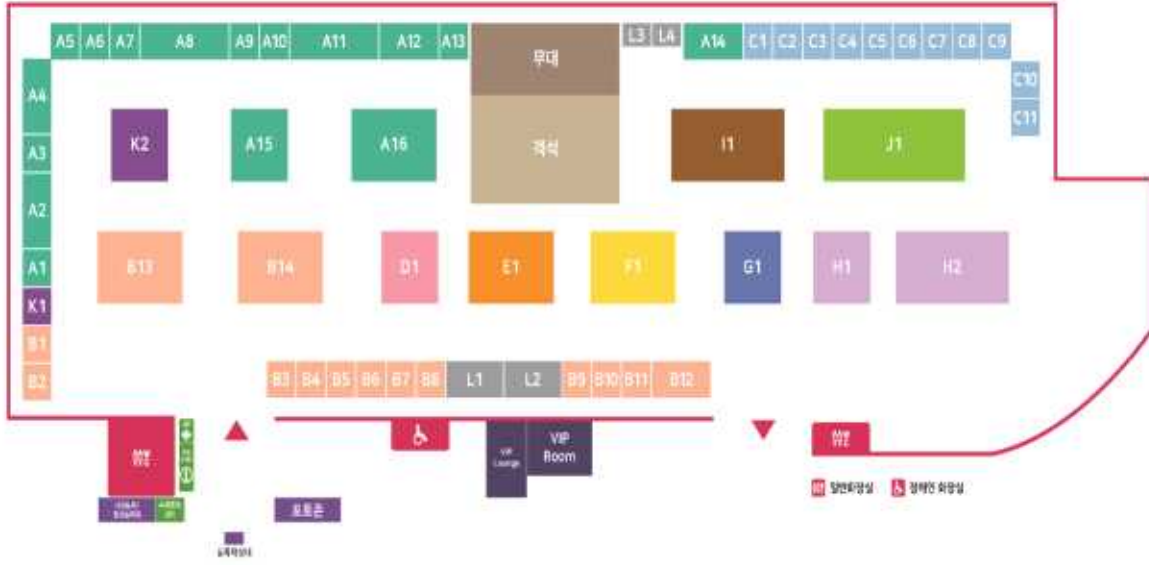 A5 A6 A7 A8 A9 A10 A11 A12 A13 무대 L3 L4 A14 C1 C2 C3 C4 C5 C6 C7 C8 C9
A4 C10
C11
A3 K2 A15 A16 객석 I1 J1
A2
A1 B13 B14 D1 E1 F1 G1 H1 H2
K1
B1
B2 B3 B4 B5 B6 B7 B8 L1 L2 B9 B10 B11 B12
VIP
Lounge
VIP
Room
일반화장실 장애인 화장실
포토존